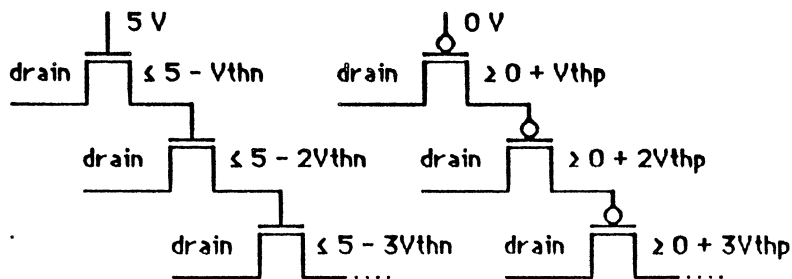 5 V 0 V
drain ≤ 5 - Vthn drain ≥ 0 + Vthp
drain ≤ 5 - 2Vthn drain ≥ 0 + 2Vthp
drain ≤ 5 - 3Vthn drain ≥ 0 + 3Vthp